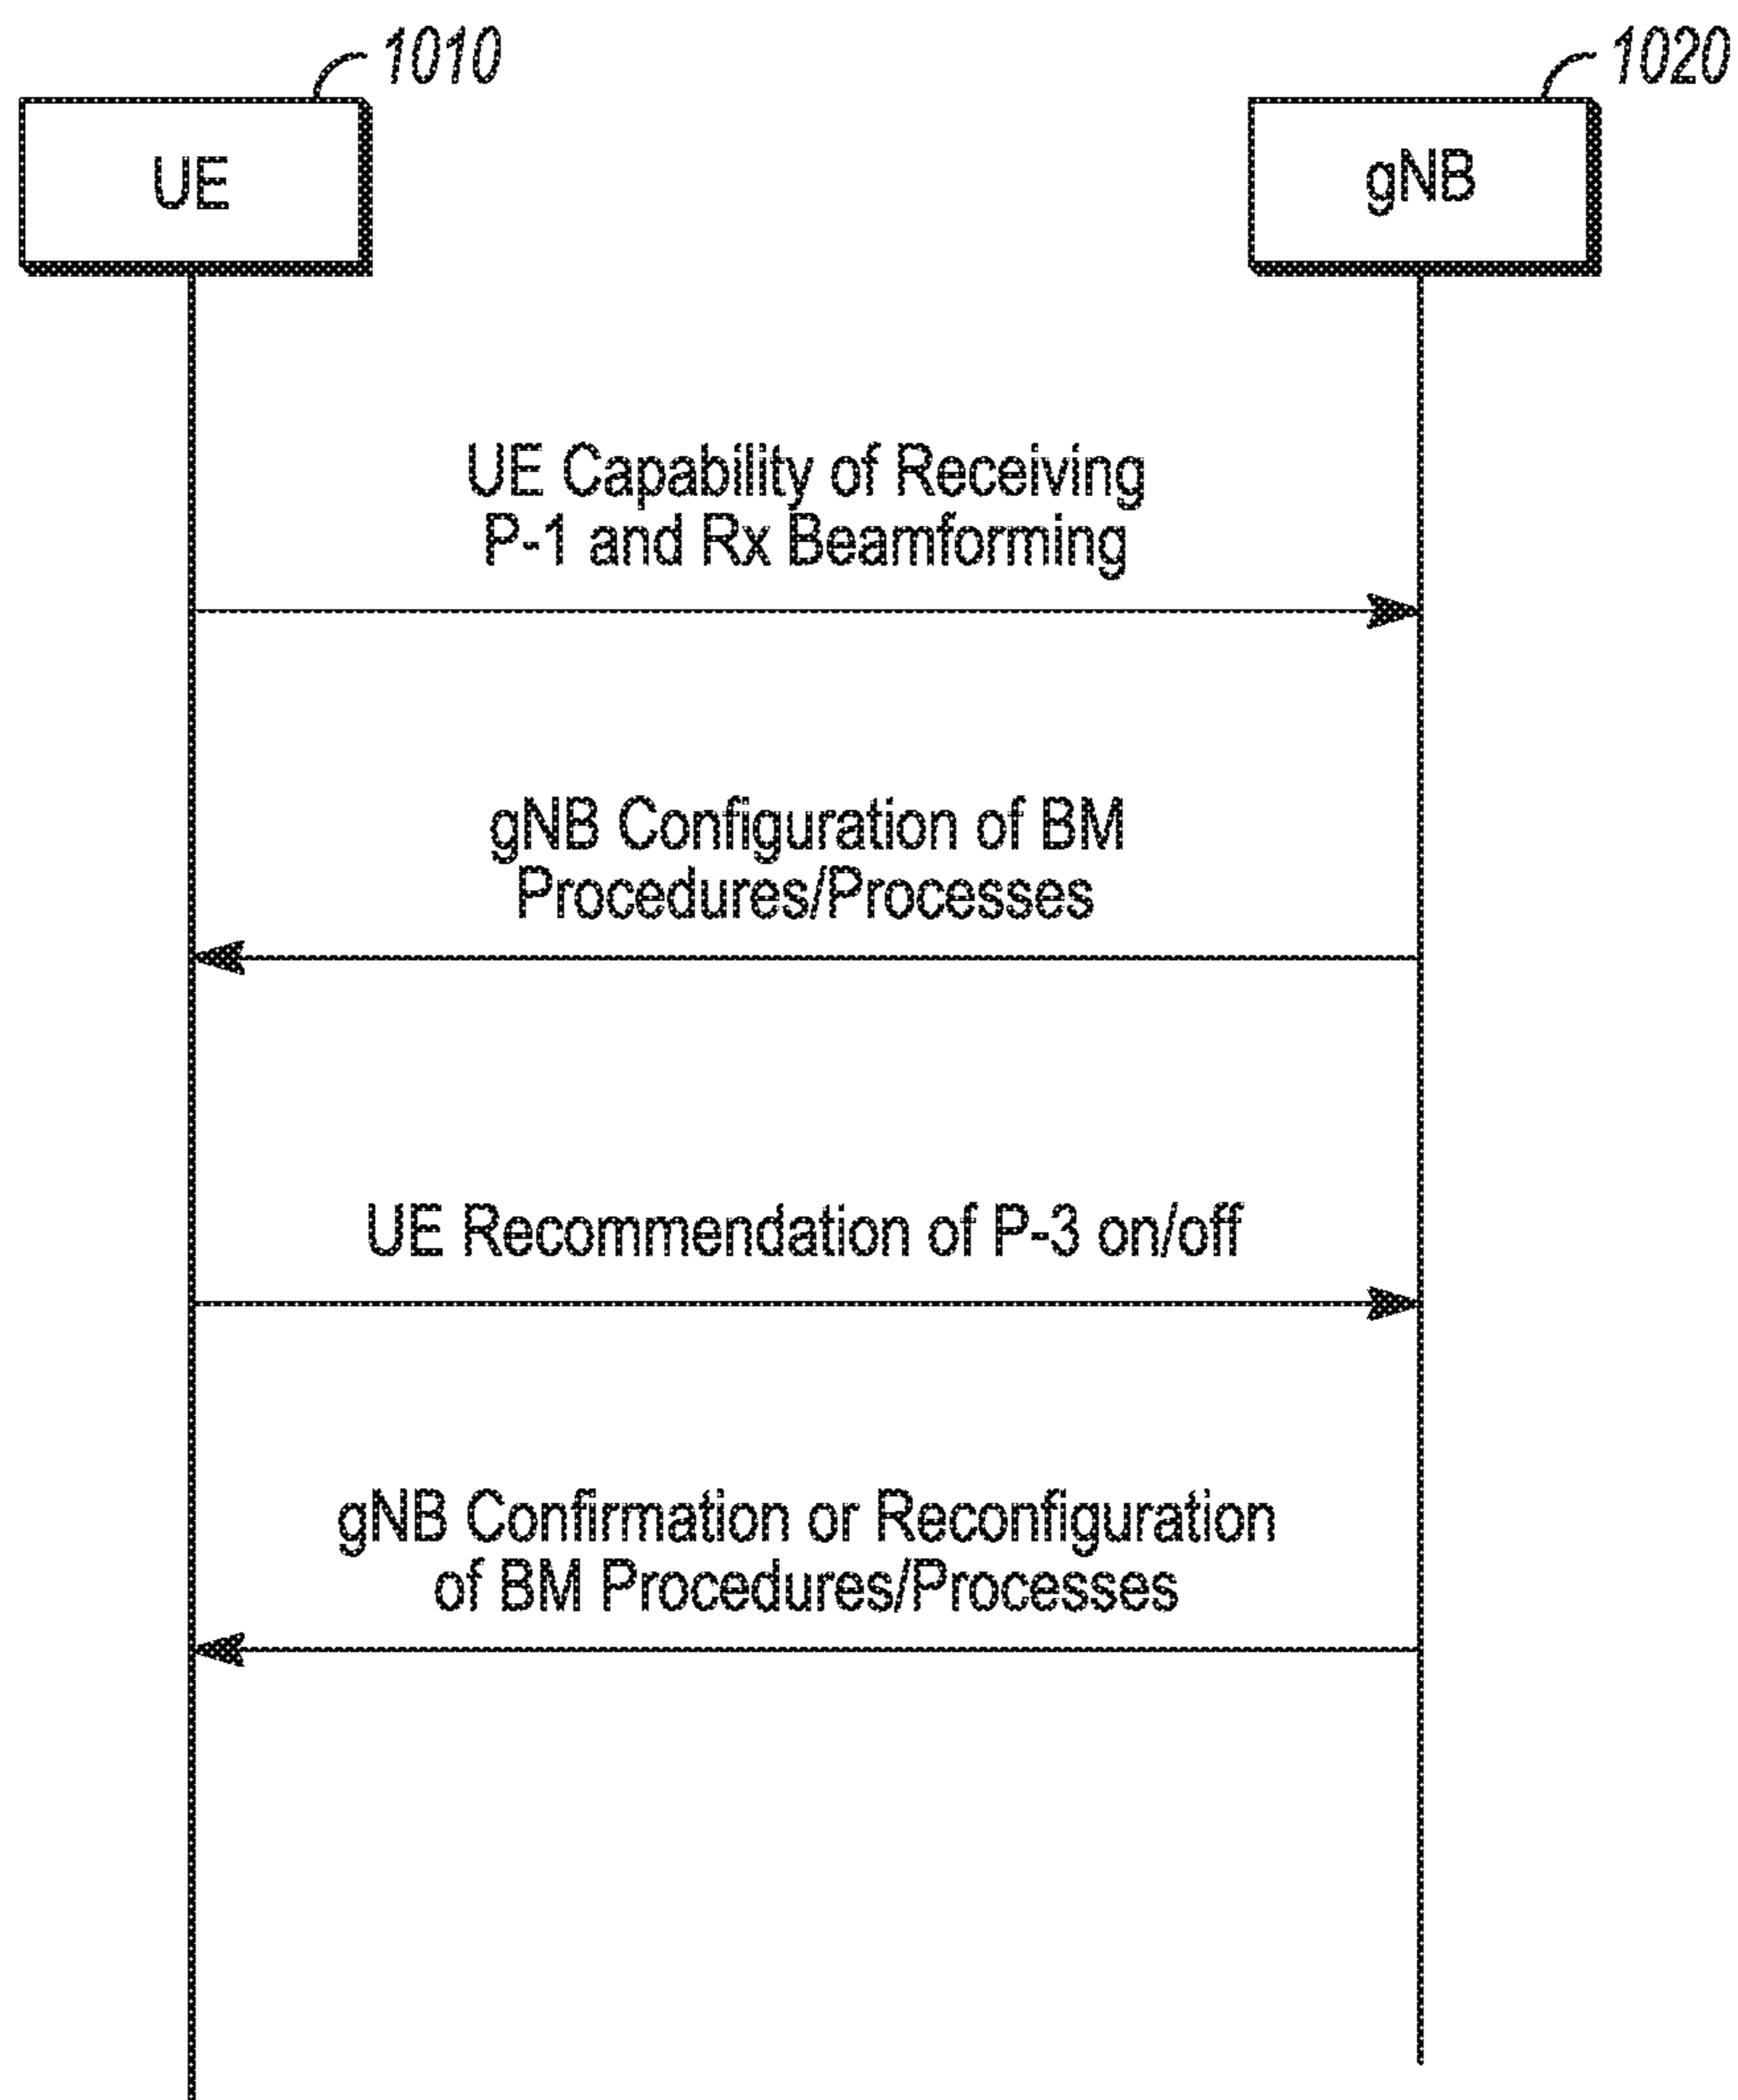 1010
1020
UE
gNB
UE Capability of Receiving
P-1 and Rx Beamforming
gNB Configuration of BM
Procedures/Processes
UE Recommendation of P-3 on/off
gNB Confirmation or Reconfiguration
of BM Procedures/Processes